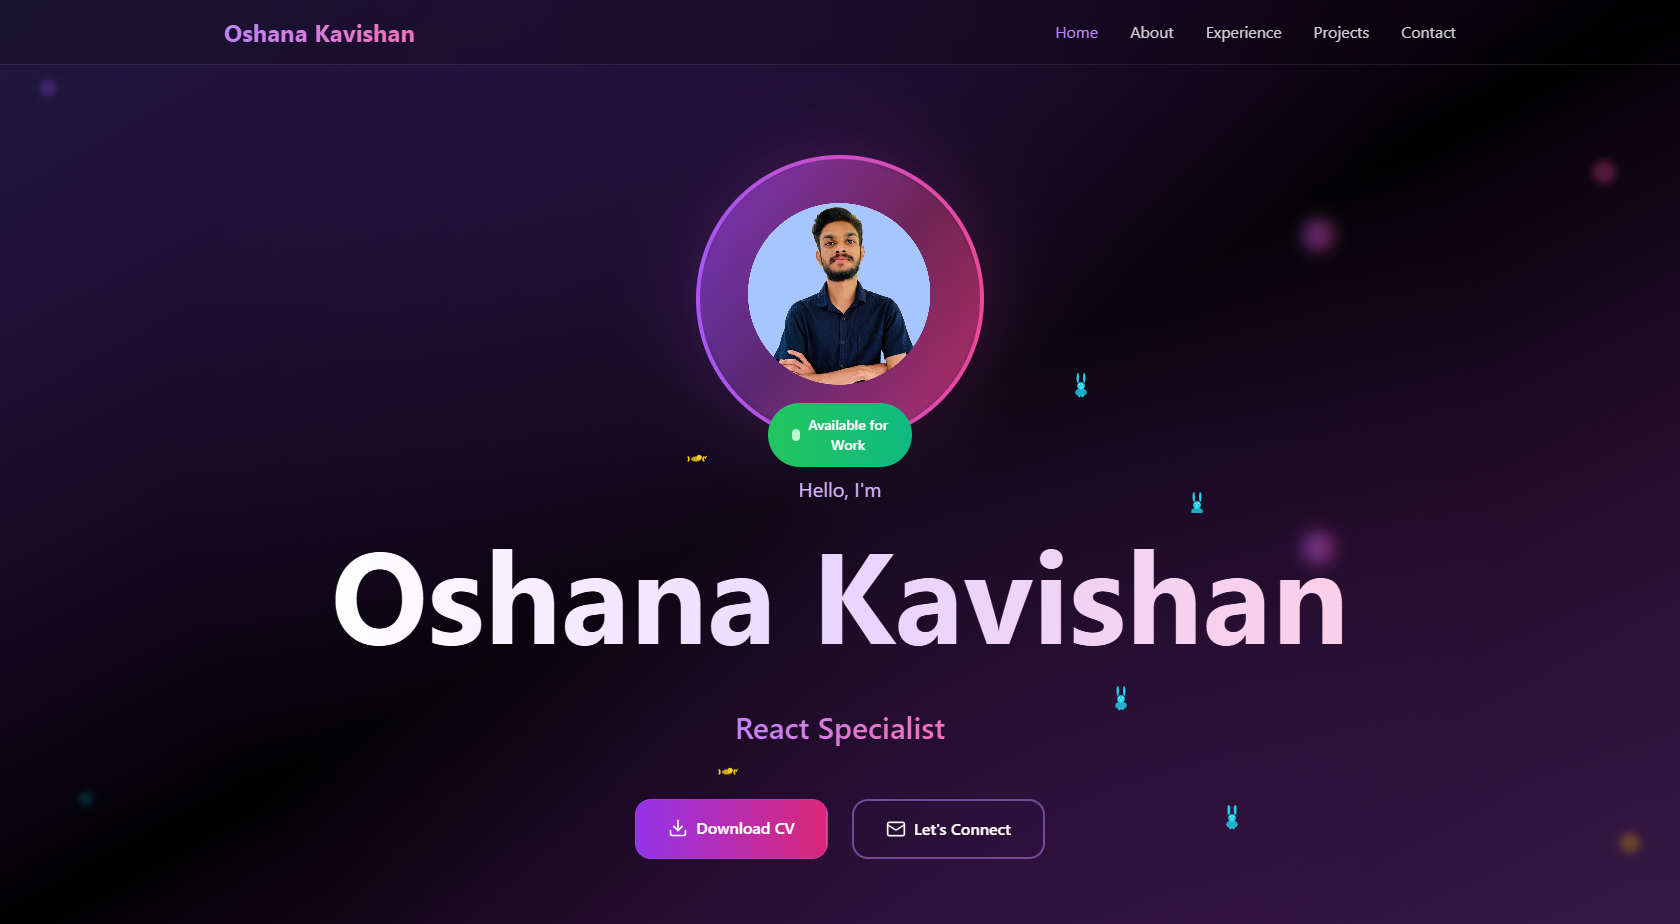 Oshana Kavishan
Home About Experience Projects Contact
Available for
Work
Hello, I'm
Oshana Kavishan
React Specialist
Download CV
Let's Connect